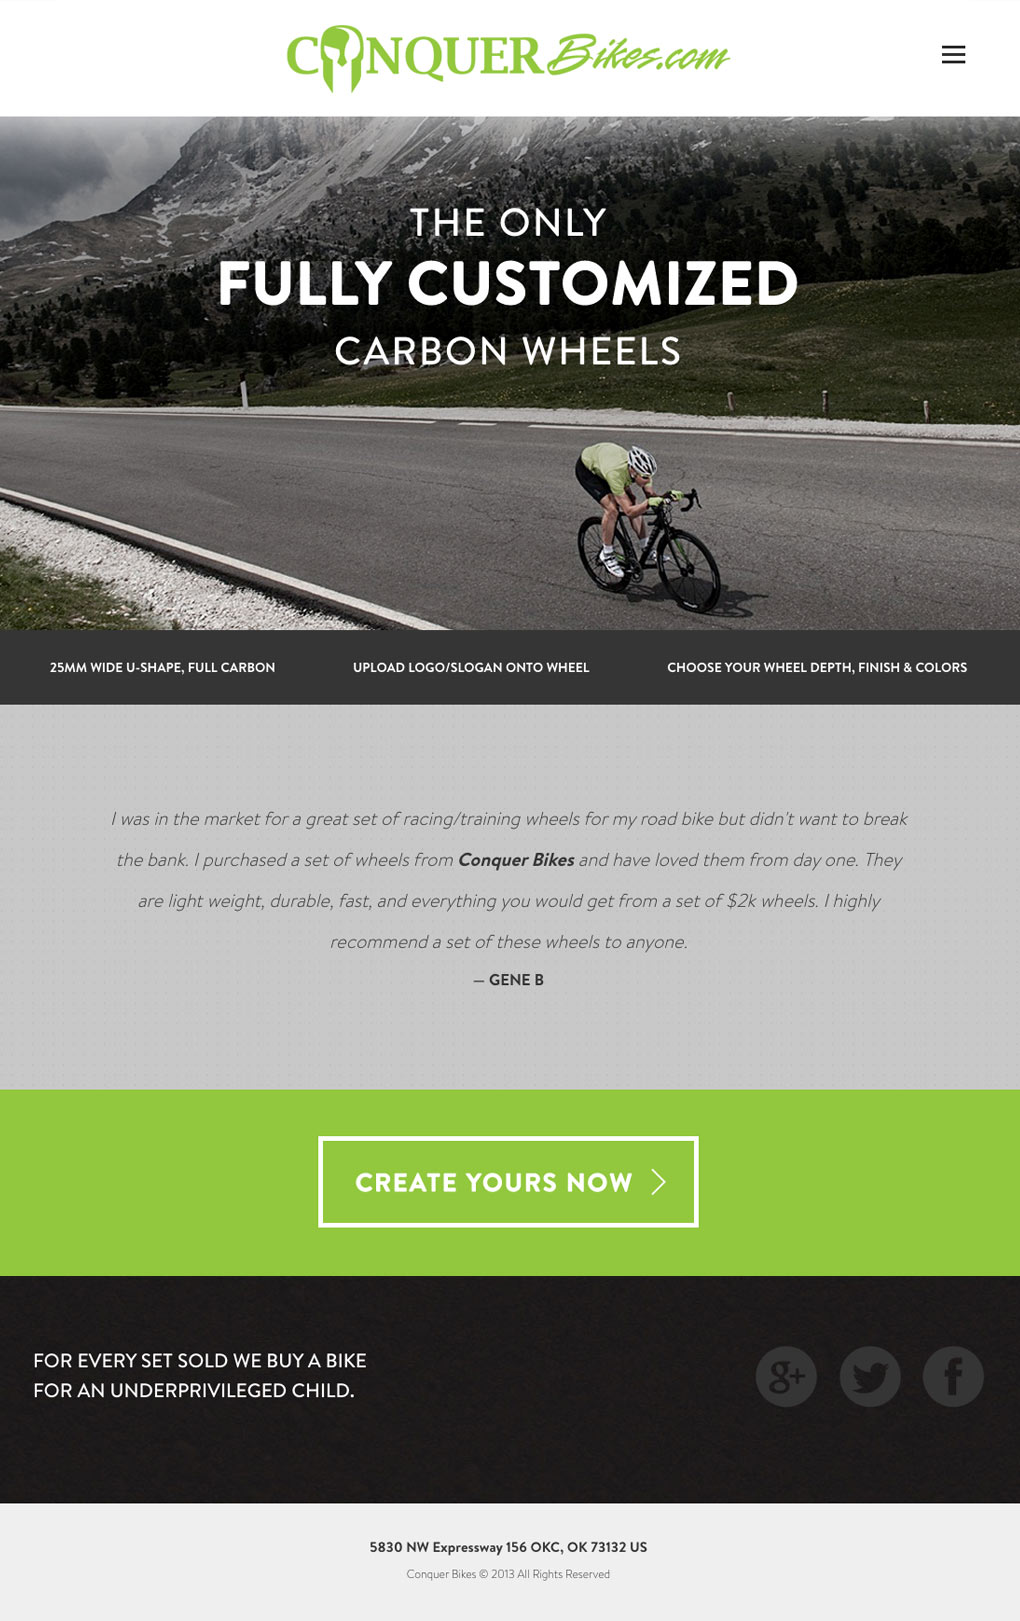 CONQUER Bikes.com
THE ONLY
FULLY CUSTOMIZED
CARBON WHEELS
25MM WIDE U-SHAPE, FULL CARBON
UPLOAD LOGO/SLOGAN ONTO WHEEL
CHOOSE YOUR WHEEL DEPTH, FINISH & COLORS
I was in the market for a great set of racing/training wheels for my road bike but didn't want to break
the bank. I purchased a set of wheels from Conquer Bikes and have loved them from day one. They
are light weight, durable, fast, and everything you would get from a set of $2k wheels. I highly
recommend a set of these wheels to anyone.
— GENE B
CREATE YOURS NOW
FOR EVERY SET SOLD WE BUY A BIKE
FOR AN UNDERPRIVILEGED CHILD.
g+
f
5830 NW Expressway 156 OKC, OK 73132 US
Conquer Bikes © 2013 All Rights Reserved